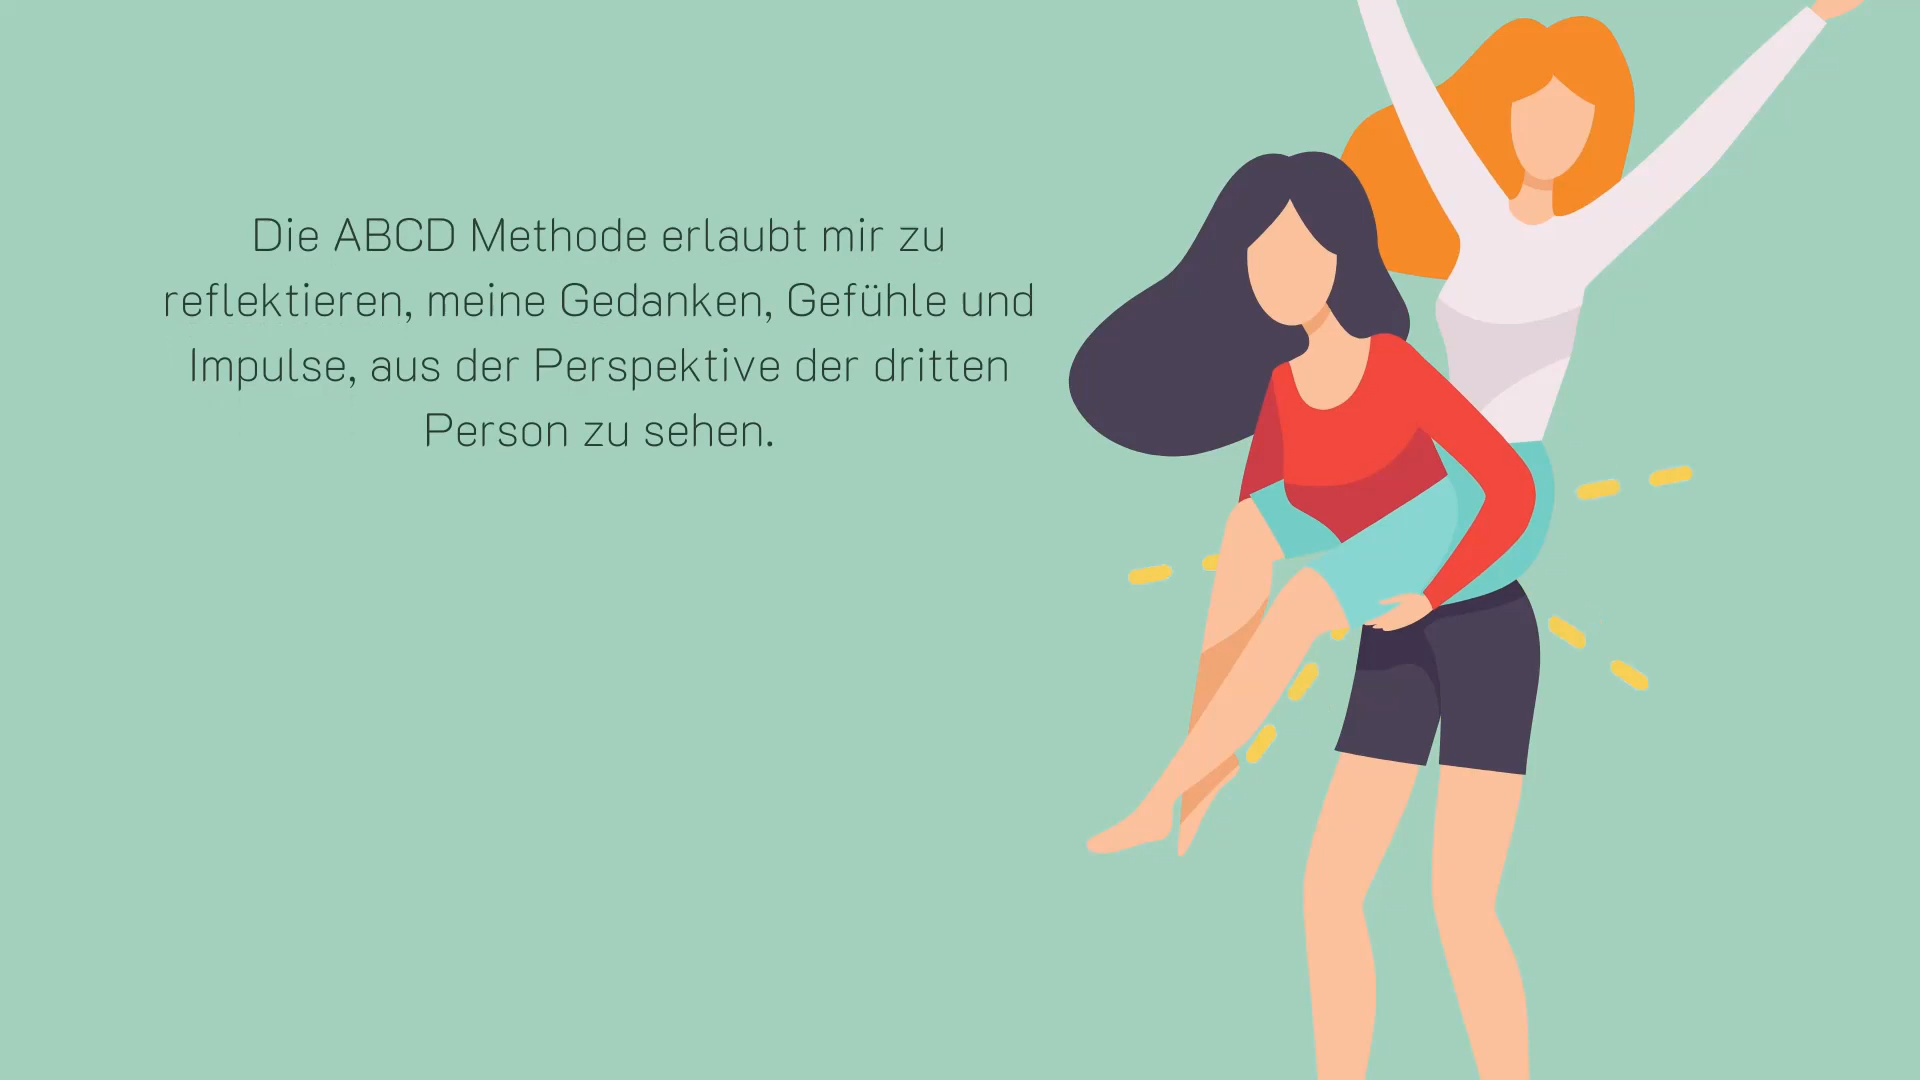 Die ABCD Methode erlaubt mir zu
reflektieren, meine Gedanken, Gefühle und
Impulse, aus der Perspektive der dritten
Person zu sehen.